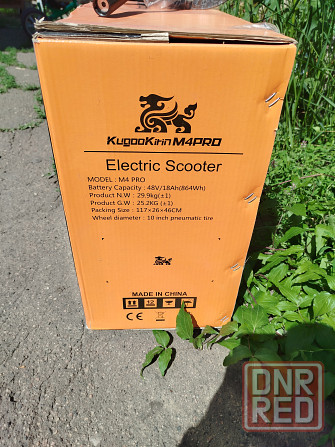 KugooKirin M4PRO
Electric Scooter
MODEL : M4 PRO
Battery Capacity : 48V/18Ah(864Wh)
Product N.W : 29.9kg(±1)
Product G.W : 25.2KG (±1)
Packing Size : 117×26×46CM
Wheel diameter : 10 inch pneumatic tire
MADE IN CHINA
CE
DNR
RED